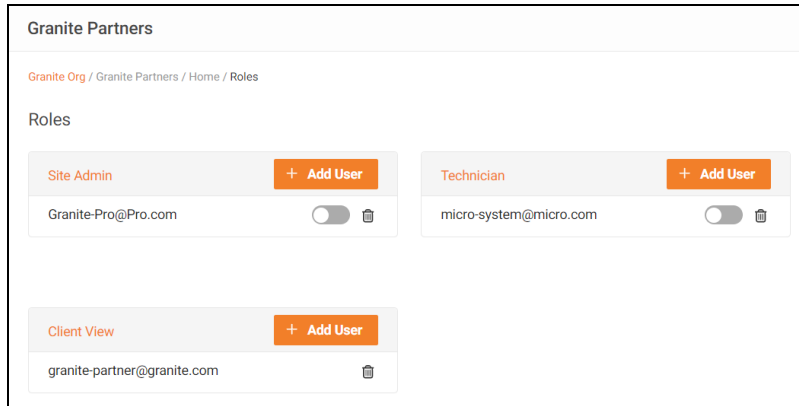 Granite Partners
Granite Org / Granite Partners / Home / Roles
Roles
Site Admin
+ Add User
Granite-Pro@Pro.com
Technician
+ Add User
micro-system@micro.com
Client View
+ Add User
granite-partner@granite.com